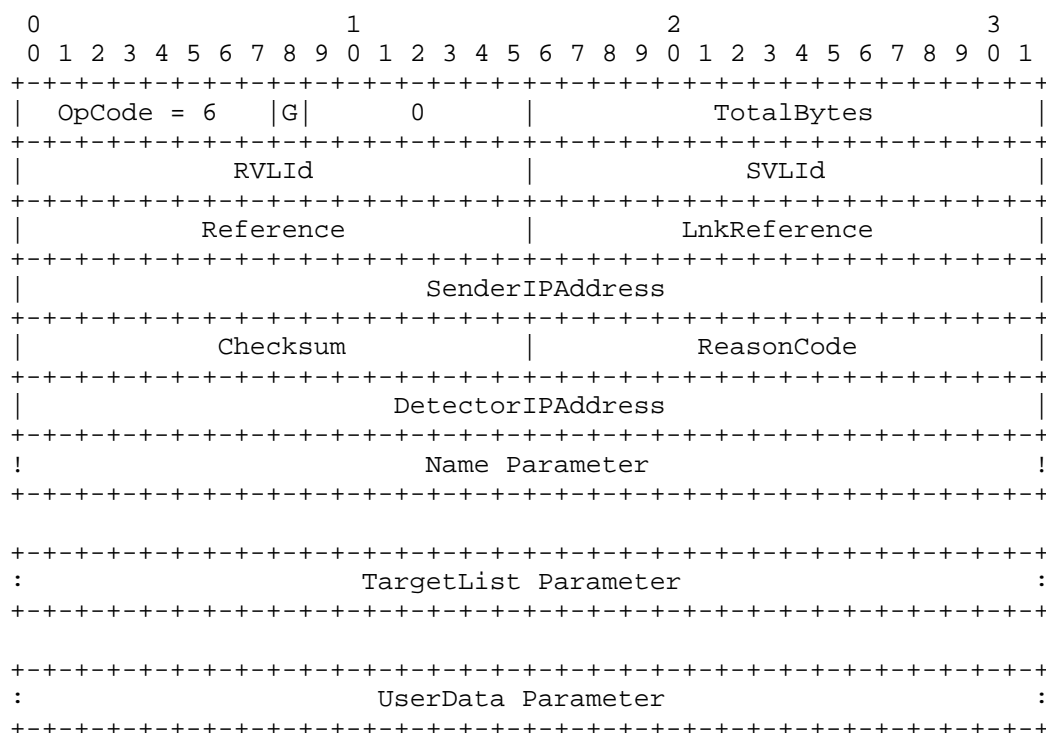 0                   1                   2                   3
 0 1 2 3 4 5 6 7 8 9 0 1 2 3 4 5 6 7 8 9 0 1 2 3 4 5 6 7 8 9 0 1
+-+-+-+-+-+-+-+-+-+-+-+-+-+-+-+-+-+-+-+-+-+-+-+-+-+-+-+-+-+-+-+-+
|  OpCode = 6   |G|      0      |           TotalBytes          |
+-+-+-+-+-+-+-+-+-+-+-+-+-+-+-+-+-+-+-+-+-+-+-+-+-+-+-+-+-+-+-+-+
|             RVLId             |             SVLId             |
+-+-+-+-+-+-+-+-+-+-+-+-+-+-+-+-+-+-+-+-+-+-+-+-+-+-+-+-+-+-+-+-+
|           Reference           |         LnkReference          |
+-+-+-+-+-+-+-+-+-+-+-+-+-+-+-+-+-+-+-+-+-+-+-+-+-+-+-+-+-+-+-+-+
|                         SenderIPAddress                       |
+-+-+-+-+-+-+-+-+-+-+-+-+-+-+-+-+-+-+-+-+-+-+-+-+-+-+-+-+-+-+-+-+
|            Checksum           |          ReasonCode           |
+-+-+-+-+-+-+-+-+-+-+-+-+-+-+-+-+-+-+-+-+-+-+-+-+-+-+-+-+-+-+-+-+
|                       DetectorIPAddress                       |
+-+-+-+-+-+-+-+-+-+-+-+-+-+-+-+-+-+-+-+-+-+-+-+-+-+-+-+-+-+-+-+-+
!                         Name Parameter                        !
+-+-+-+-+-+-+-+-+-+-+-+-+-+-+-+-+-+-+-+-+-+-+-+-+-+-+-+-+-+-+-+-+

+-+-+-+-+-+-+-+-+-+-+-+-+-+-+-+-+-+-+-+-+-+-+-+-+-+-+-+-+-+-+-+-+
:                     TargetList Parameter                      :
+-+-+-+-+-+-+-+-+-+-+-+-+-+-+-+-+-+-+-+-+-+-+-+-+-+-+-+-+-+-+-+-+

+-+-+-+-+-+-+-+-+-+-+-+-+-+-+-+-+-+-+-+-+-+-+-+-+-+-+-+-+-+-+-+-+
:                      UserData Parameter                       :
+-+-+-+-+-+-+-+-+-+-+-+-+-+-+-+-+-+-+-+-+-+-+-+-+-+-+-+-+-+-+-+-+